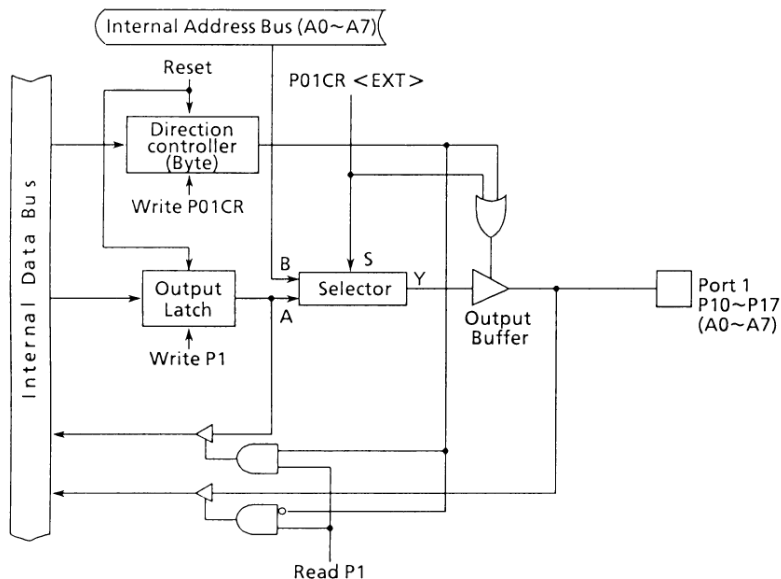 Internal Address Bus (A0~A7)
Reset
P01CR <EXT>
Direction
controller
(Byte)
Write P01CR
Internal Data Bus
B
S
Output
Latch
Selector
Y
A
Output
Buffer
Port 1
P10~P17
(A0~A7)
Write P1
Read P1